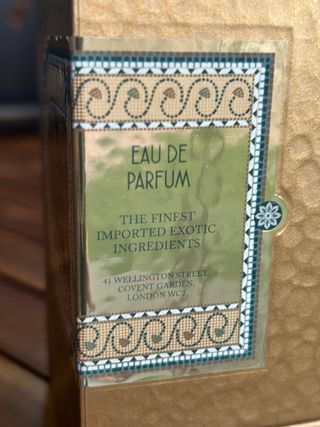 EAU DE
PARFUM
THE FINEST
IMPORTED EXOTIC
INGREDIENTS
41 WELLINGTON STREET,
COVENT GARDEN,
LONDON WC2